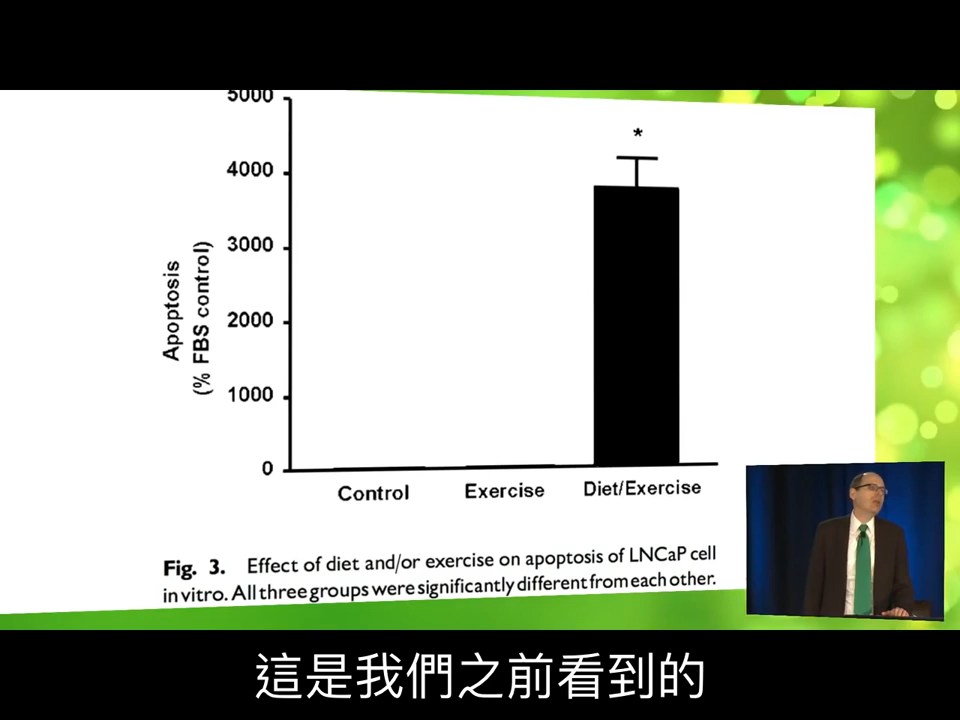 5000
*
4000
3000
2000
1000
0
Apoptosis
(% FBS control)
Control Exercise Diet/Exercise
Fig. 3. Effect of diet and/or exercise on apoptosis of LNCaP cell
in vitro. All three groups were significantly different from each other.
這是我們之前看到的